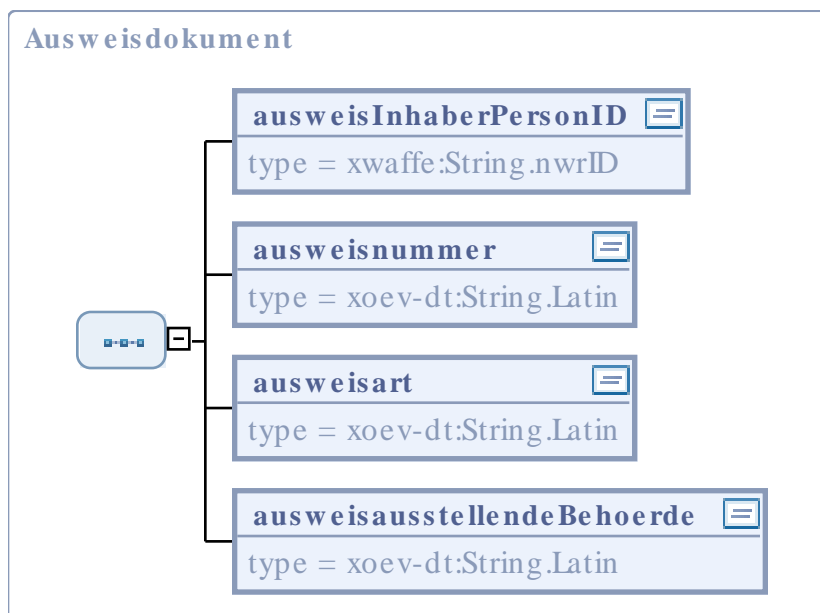 Ausweisdokument
ausweisInhaberPersonID
type = xwaffe:String.nwrID
ausweisnummer
type = xoev-dt:String.Latin
ausweisart
type = xoev-dt:String.Latin
ausweisausstellendeBehoerde
type = xoev-dt:String.Latin